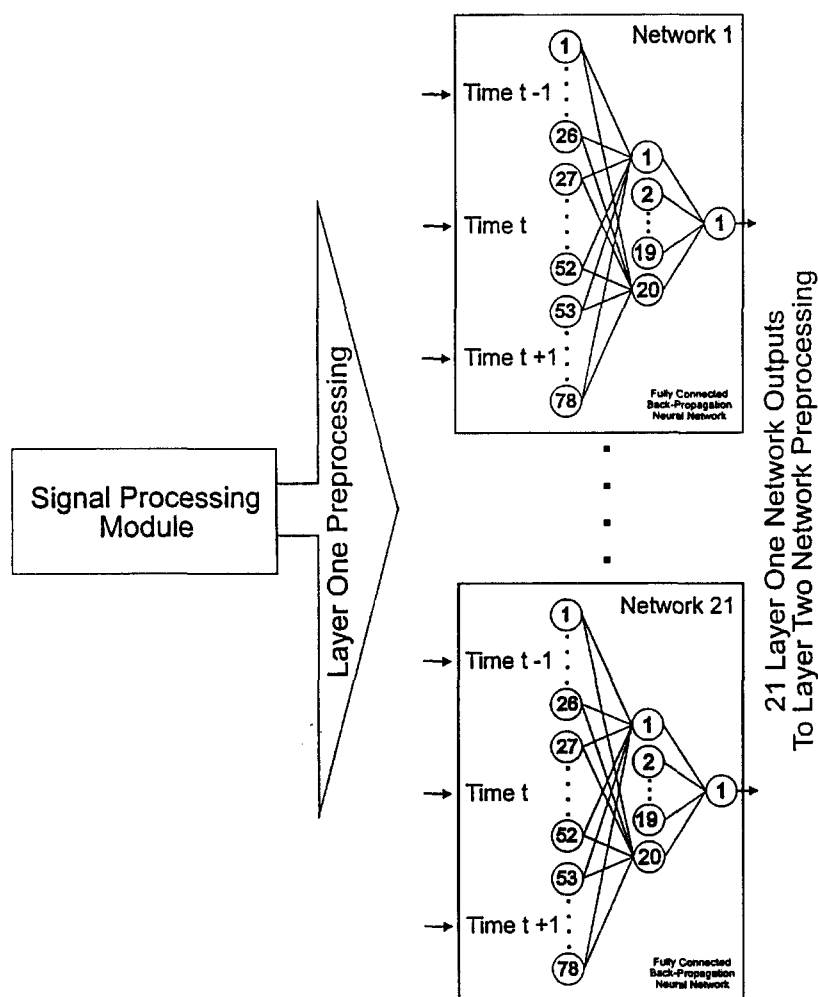 Signal Processing
Module
Layer One Preprocessing
Network 1
1
Time t -1
26
27
Time t
52
53
Time t +1
78
1
2
19
20
1
Fully Connected
Back-Propagation
Neural Network
Network 21
1
Time t -1
26
27
Time t
52
53
Time t +1
78
1
2
19
20
1
Fully Connected
Back-Propagation
Neural Network
21 Layer One Network Outputs
To Layer Two Network Preprocessing